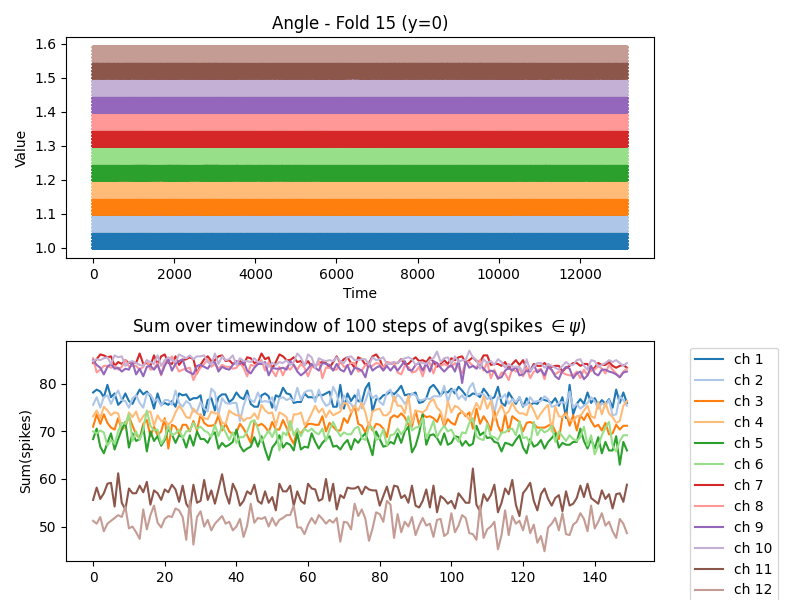 Angle - Fold 15 (y=0)
Value
1.6
1.5
1.4
1.3
1.2
1.1
1.0
0 2000 4000 6000 8000 10000 12000
Time
Sum over timewindow of 100 steps of avg(spikes ∈ ψ)
Sum(spikes)
80
70
60
50
0 20 40 60 80 100 120 140
ch 1
ch 2
ch 3
ch 4
ch 5
ch 6
ch 7
ch 8
ch 9
ch 10
ch 11
ch 12